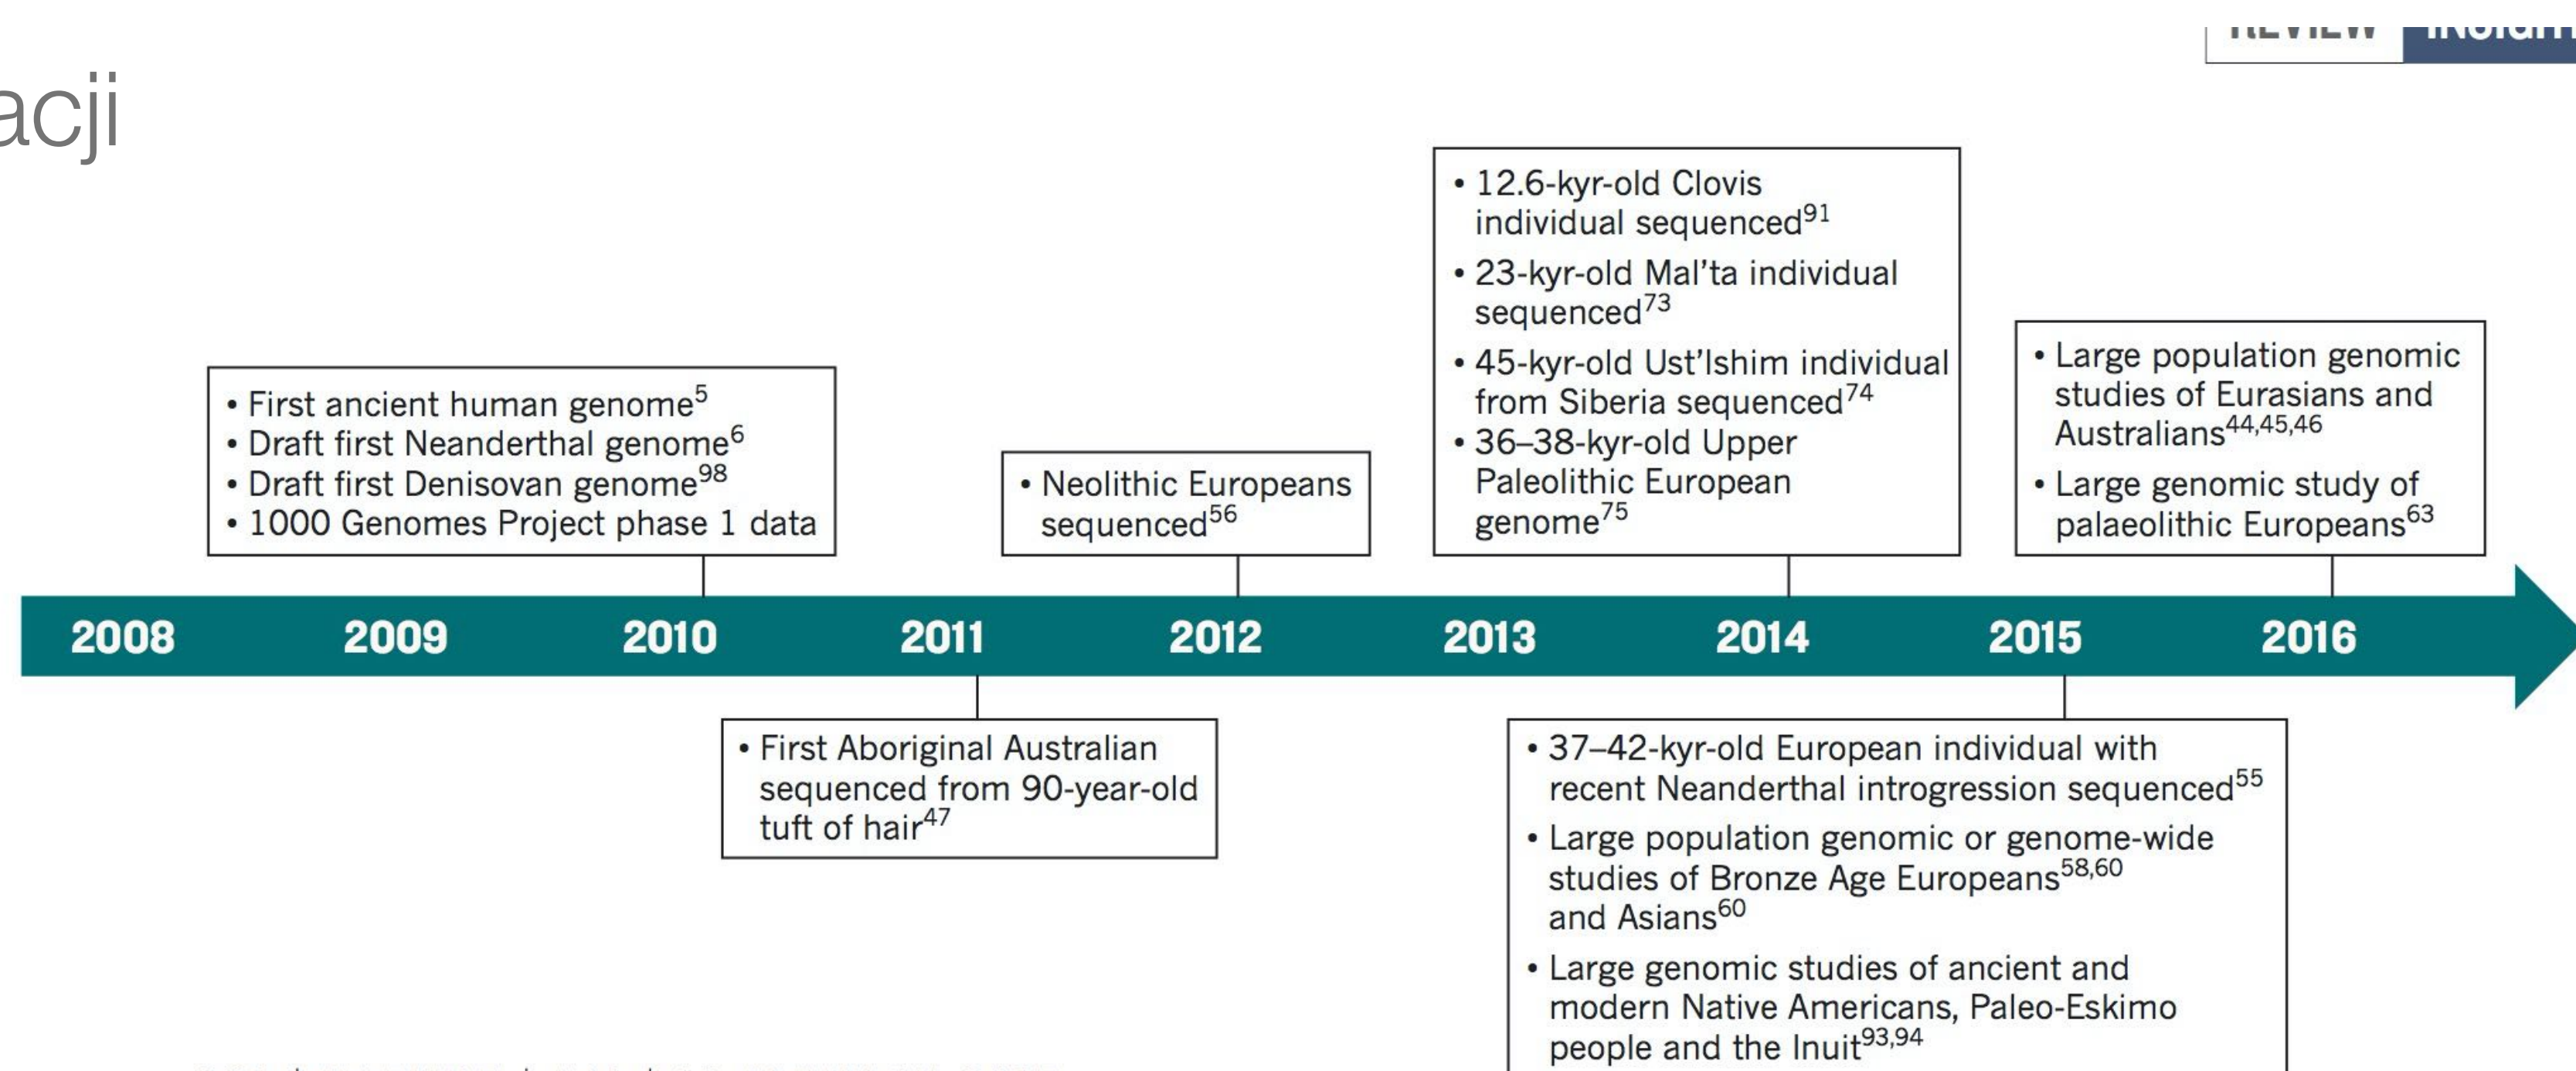 REVIEW INSIGHT
acji
• 12.6-kyr-old Clovis
individual sequenced91
• 23-kyr-old Mal’ta individual
sequenced73
• 45-kyr-old Ust’Ishim individual
from Siberia sequenced74
• 36–38-kyr-old Upper
Paleolithic European
genome75
• Large population genomic
studies of Eurasians and
Australians44,45,46
• Large genomic study of
palaeolithic Europeans63
• First ancient human genome5
• Draft first Neanderthal genome6
• Draft first Denisovan genome98
• 1000 Genomes Project phase 1 data
• Neolithic Europeans
sequenced56
2008 2009 2010 2011 2012 2013 2014 2015 2016
• First Aboriginal Australian
sequenced from 90-year-old
tuft of hair47
• 37–42-kyr-old European individual with
recent Neanderthal introgression sequenced55
• Large population genomic or genome-wide
studies of Bronze Age Europeans58,60
and Asians60
• Large genomic studies of ancient and
modern Native Americans, Paleo-Eskimo
people and the Inuit93,94